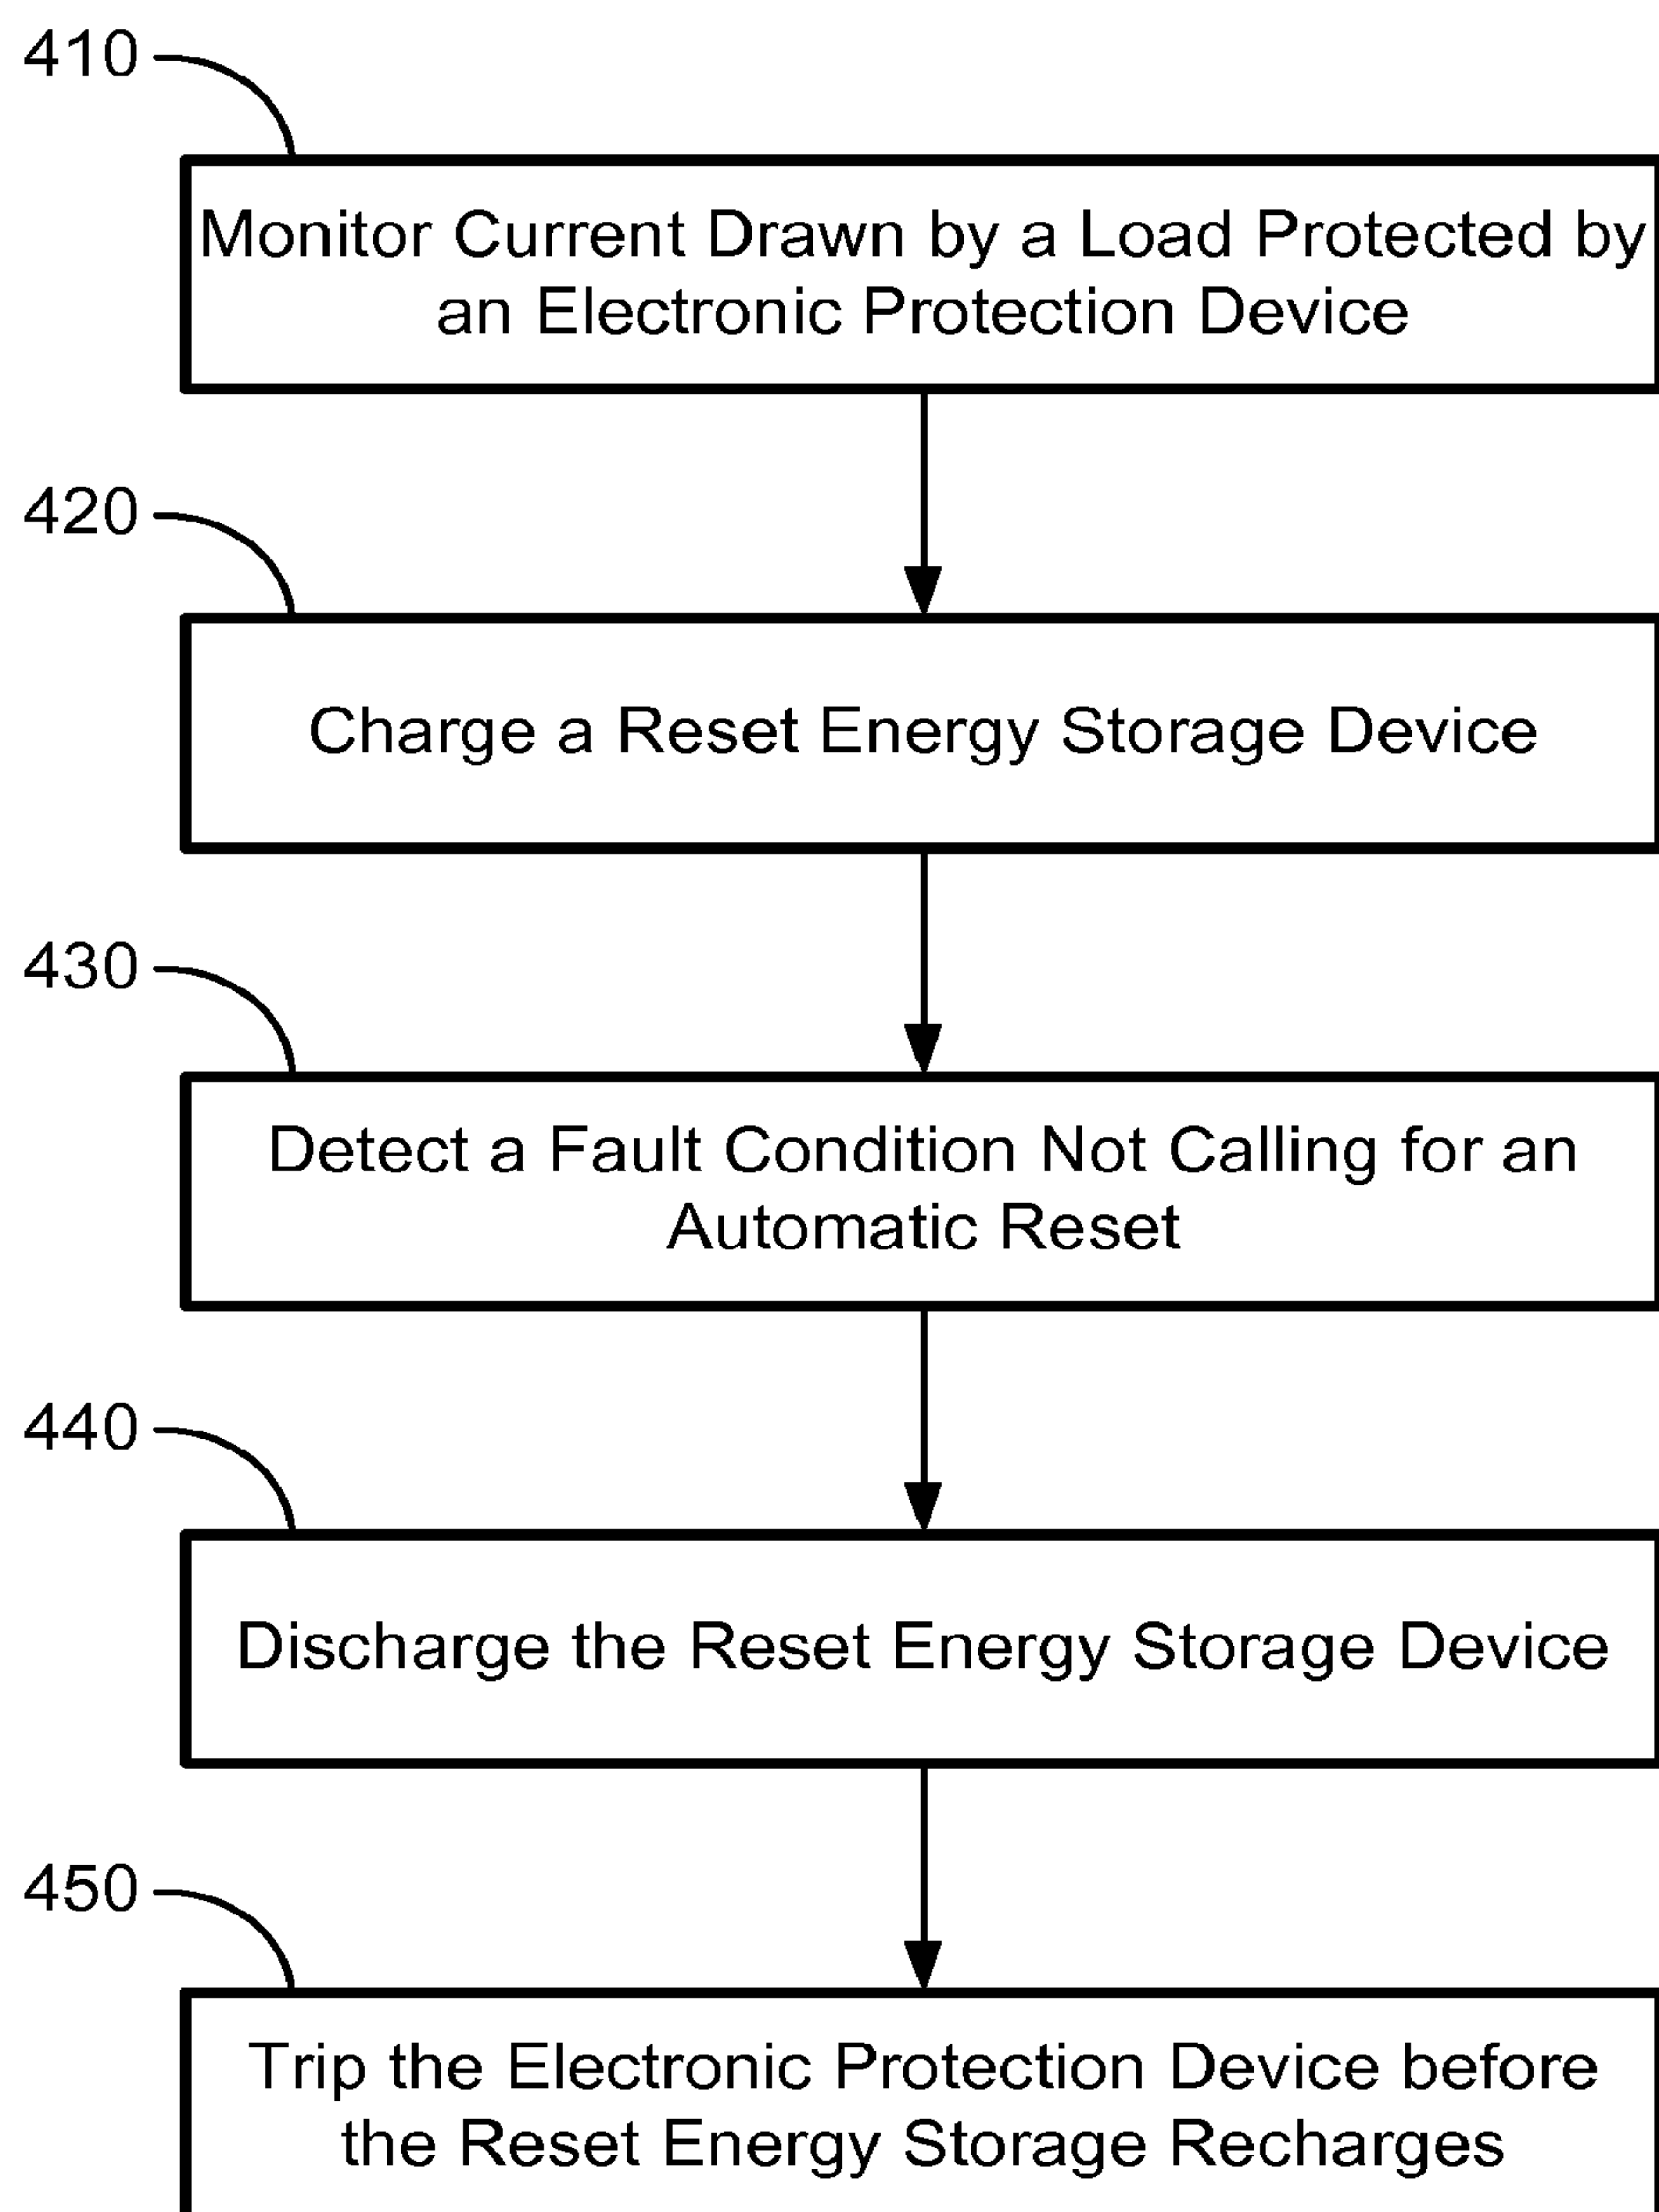 410
Monitor Current Drawn by a Load Protected by
an Electronic Protection Device
420
Charge a Reset Energy Storage Device
430
Detect a Fault Condition Not Calling for an
Automatic Reset
440
Discharge the Reset Energy Storage Device
450
Trip the Electronic Protection Device before
the Reset Energy Storage Recharges